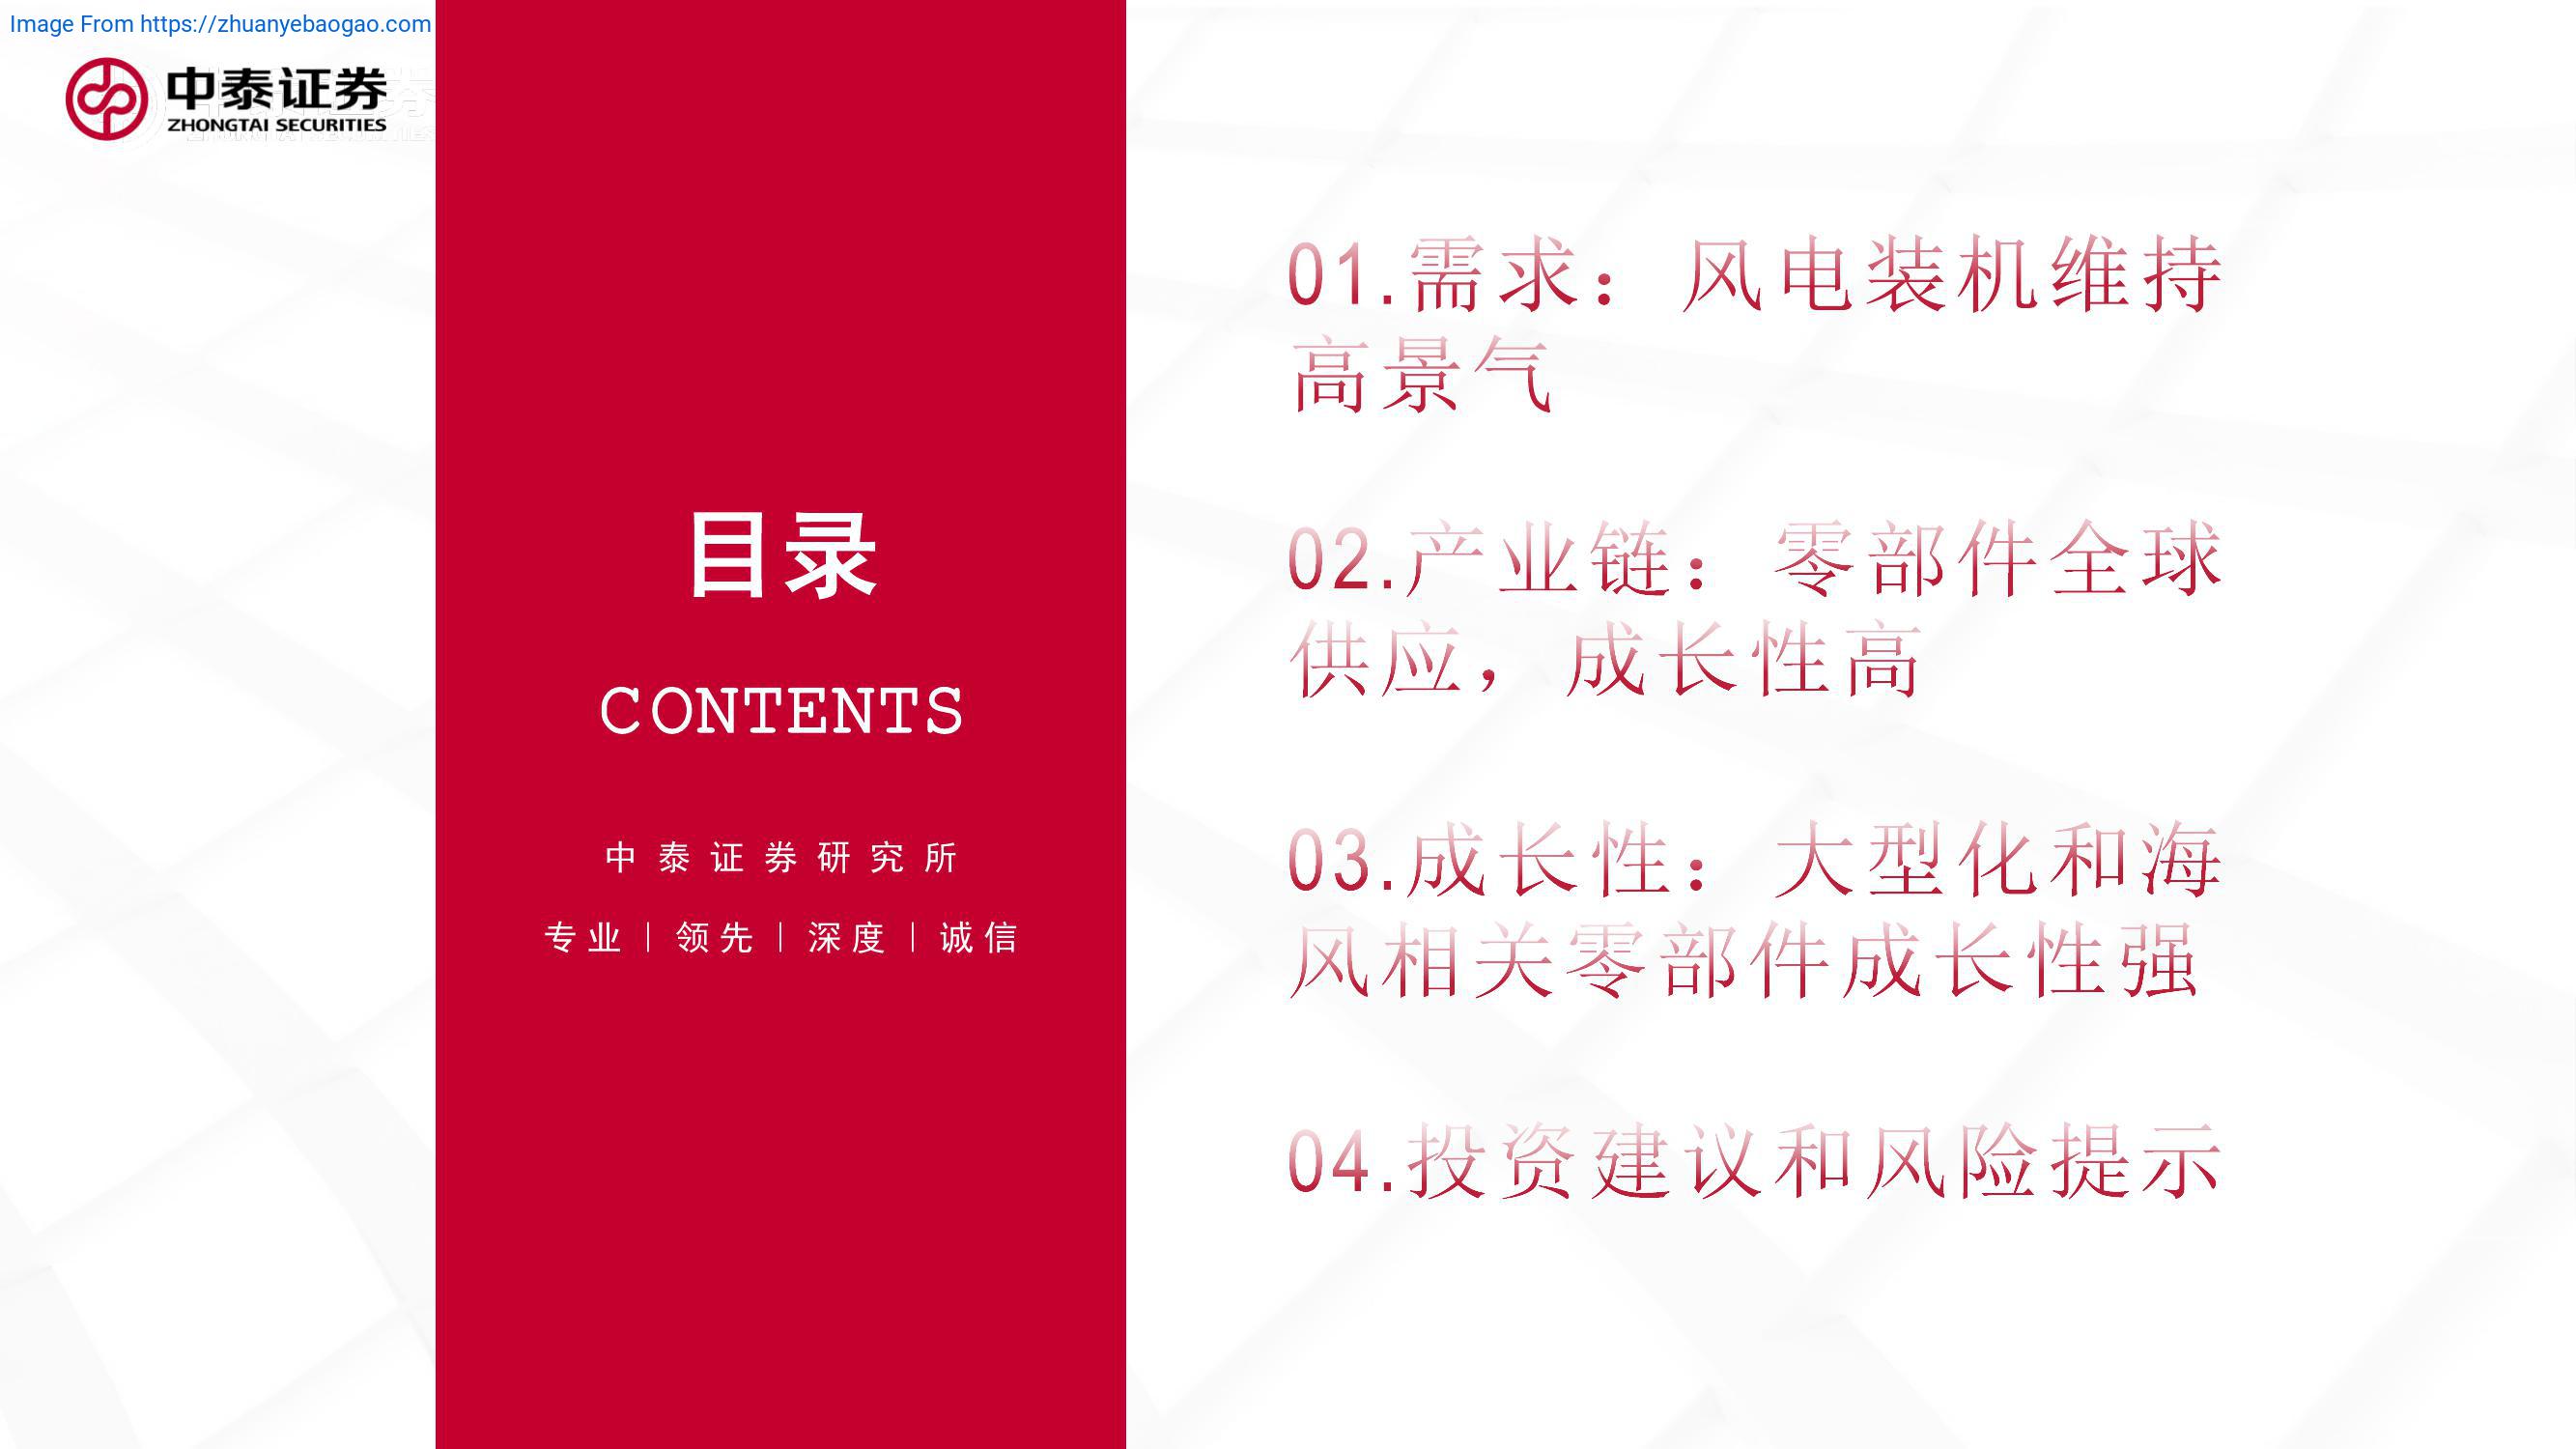 Image From https://zhuanyebaogao.com
中泰证券
ZHONGTAI SECURITIES
目录
CONTENTS
中泰证券研究所
专业|领先|深度|诚信
01.需求：风电装机维持
高景气
02.产业链：零部件全球
供应，成长性高
03.成长性：大型化和海
风相关零部件成长性强
04.投资建议和风险提示